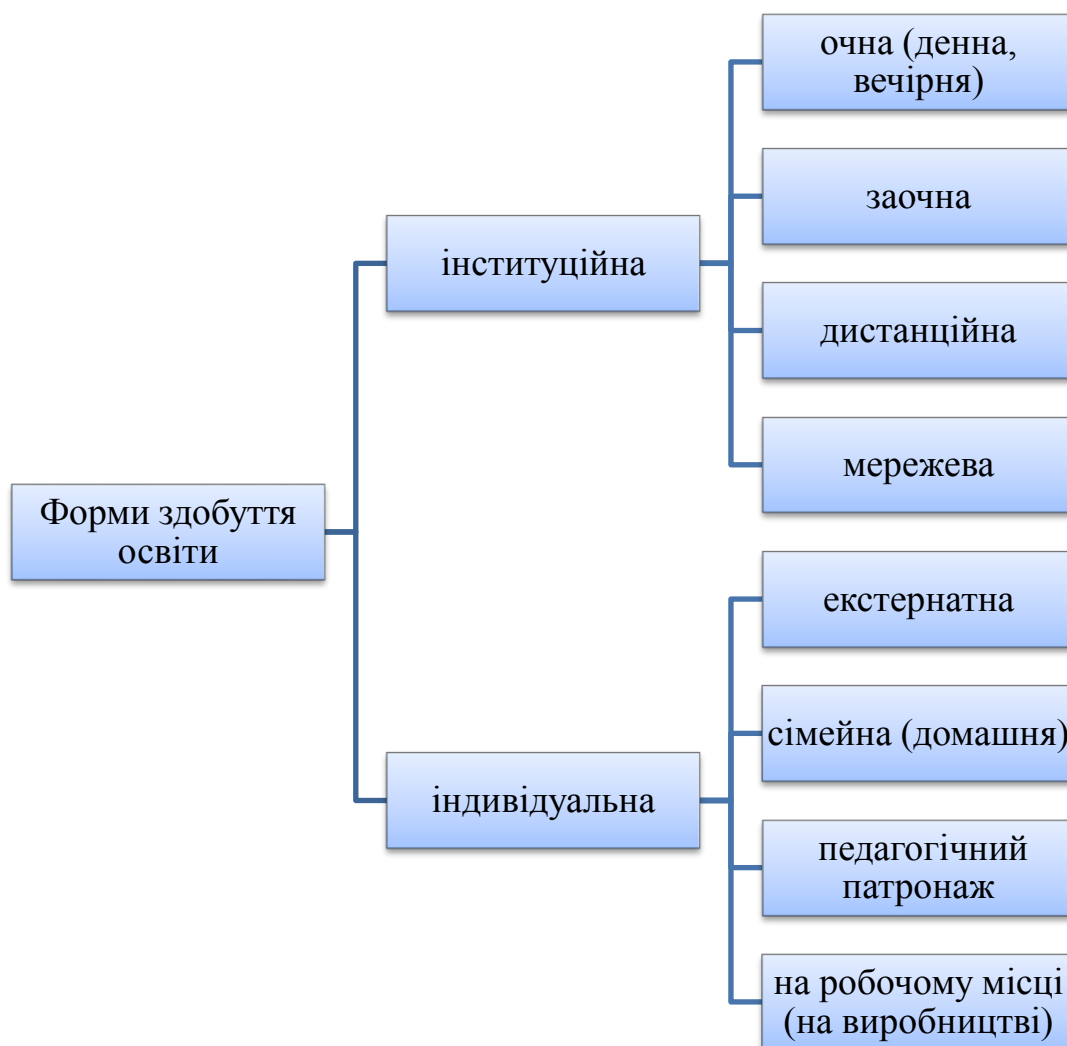 Форми здобуття
освіти
інституційна
очна (денна,
вечірня)
заочна
дистанційна
мережева
індивідуальна
екстернатна
сімейна (домашня)
педагогічний
патронаж
на робочому місці
(на виробництві)